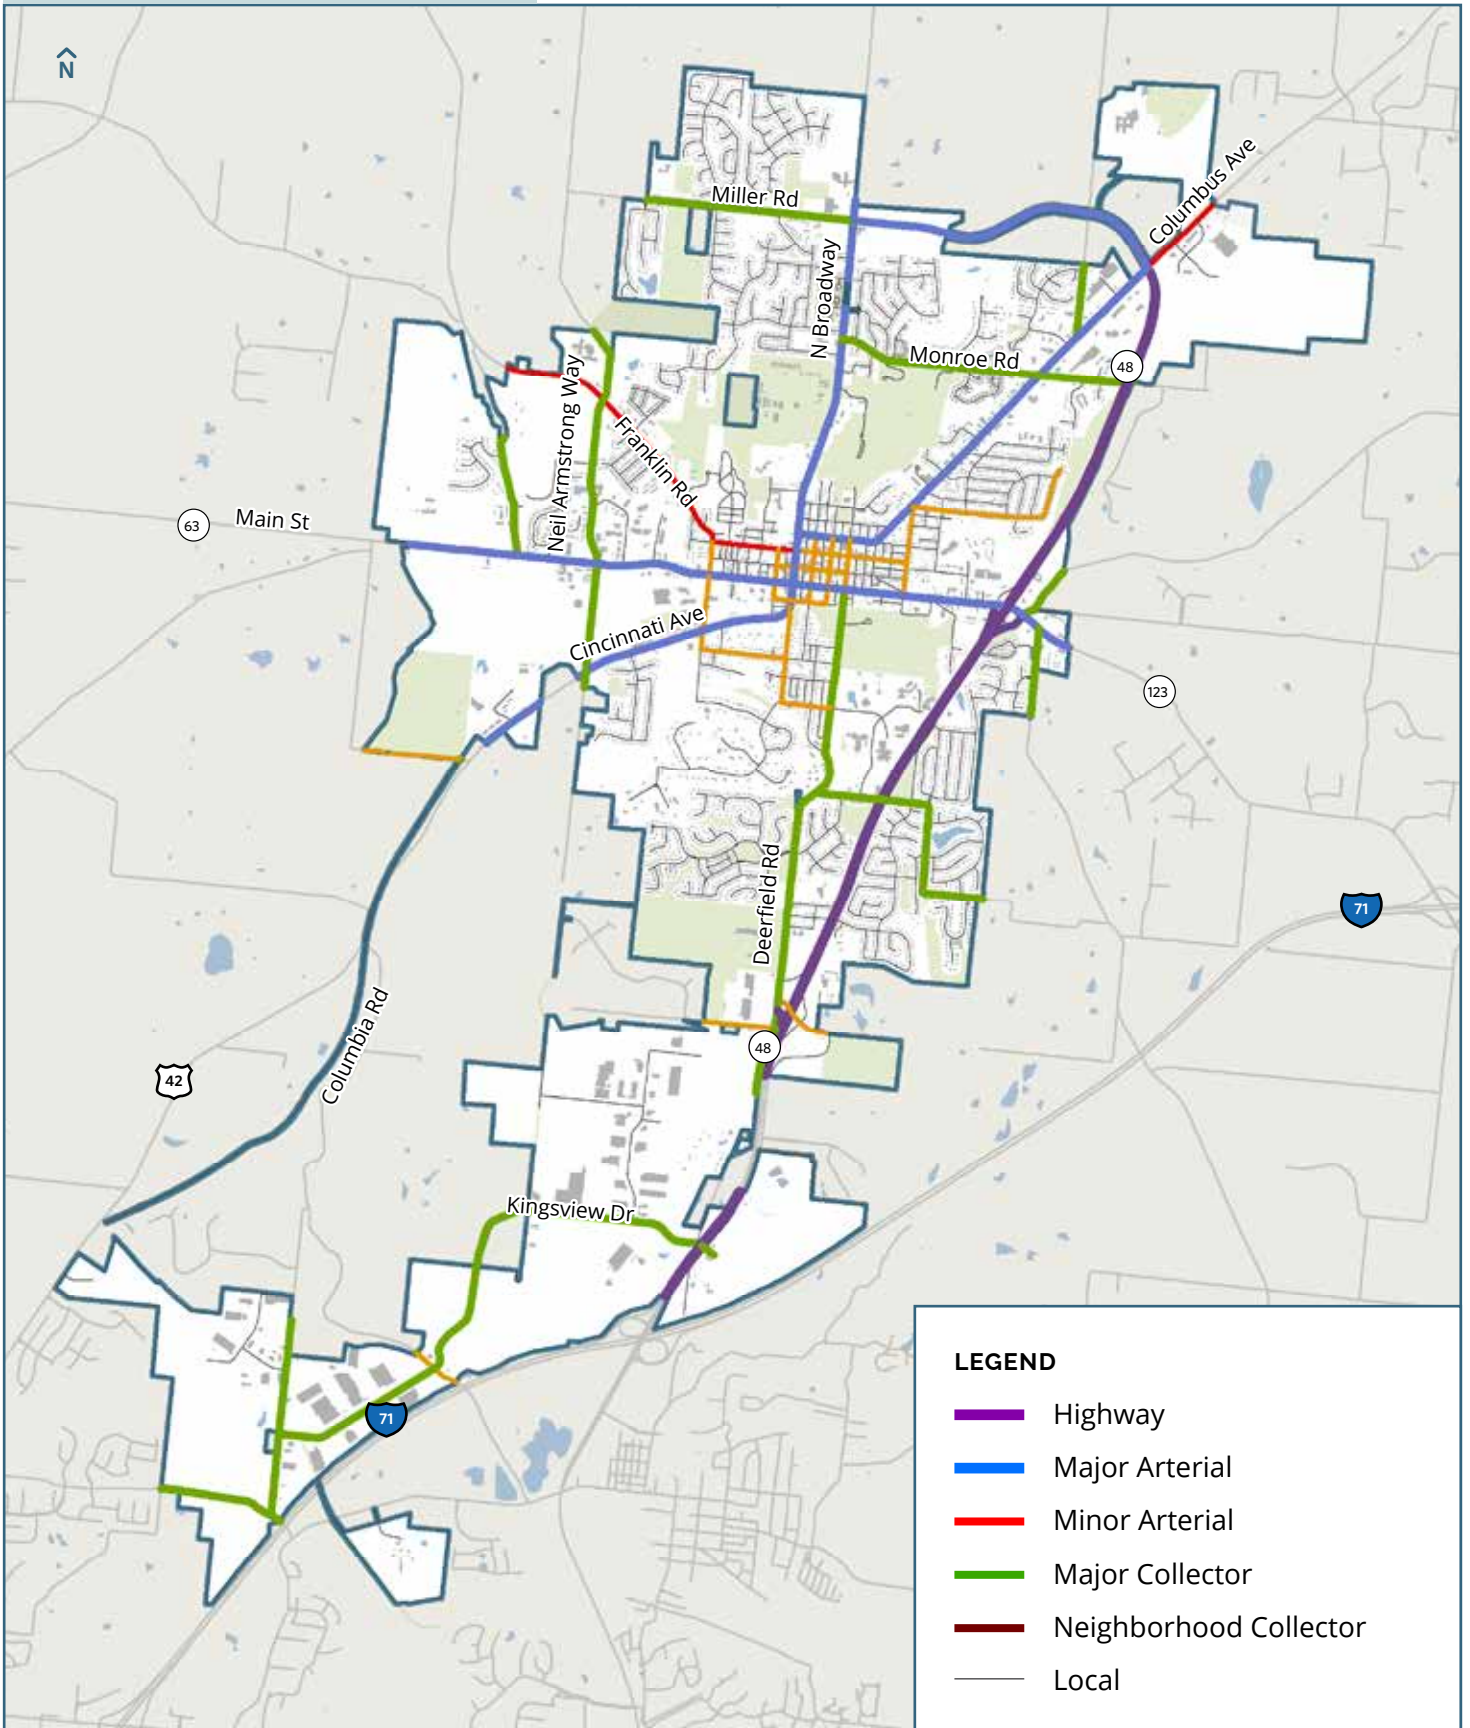 N
Columbus Ave
Miller Rd
N Broadway
Monroe Rd
48
Neil Armstrong Way
Franklin Rd
63
Main St
Cincinnati Ave
123
Deerfield Rd
71
Columbia Rd
48
42
Kingsview Dr
71
LEGEND
Highway
Major Arterial
Minor Arterial
Major Collector
Neighborhood Collector
Local